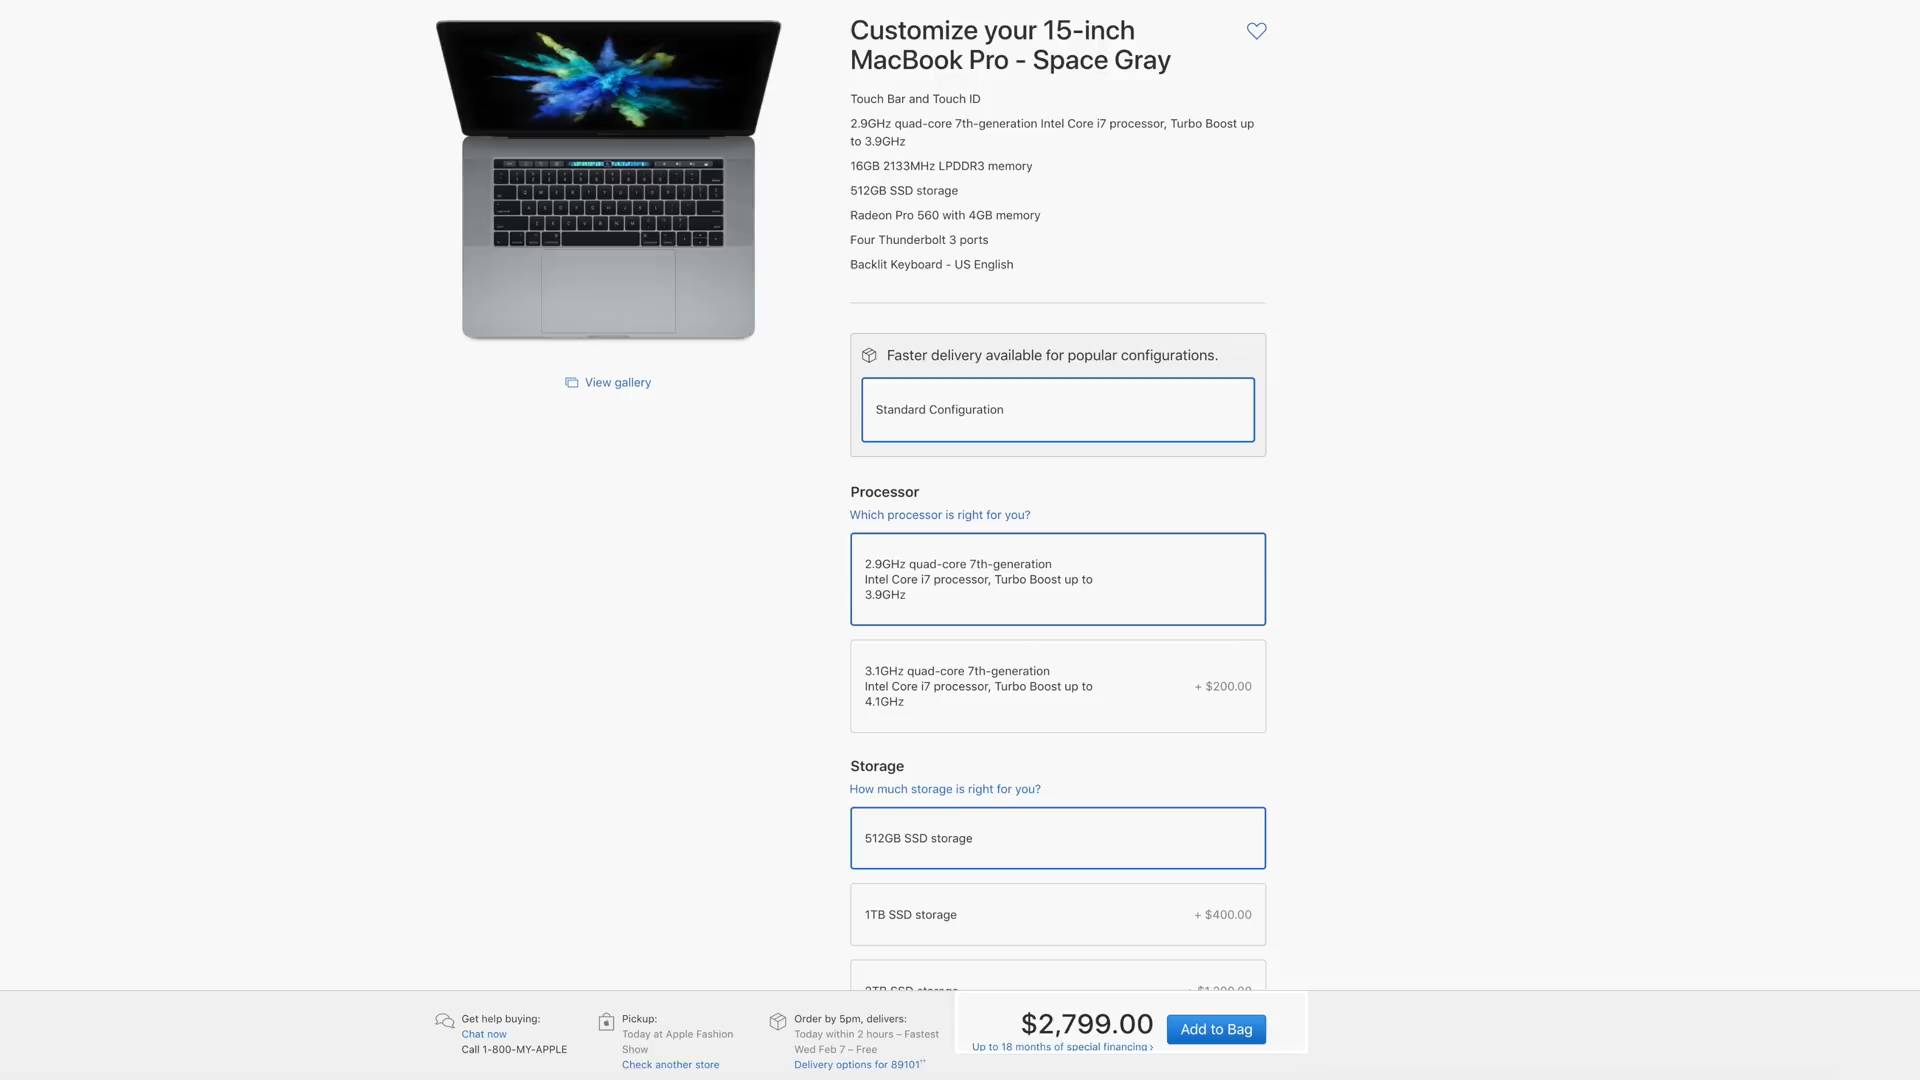 Customize your 15-inch
MacBook Pro - Space Gray
Touch Bar and Touch ID
2.9GHz quad-core 7th-generation Intel Core i7 processor, Turbo Boost up
to 3.9GHz
16GB 2133MHz LPDDR3 memory
512GB SSD storage
Radeon Pro 560 with 4GB memory
Four Thunderbolt 3 ports
Backlit Keyboard - US English
View gallery
Faster delivery available for popular configurations.
Standard Configuration
Processor
Which processor is right for you?
2.9GHz quad-core 7th-generation
Intel Core i7 processor, Turbo Boost up to
3.9GHz
3.1GHz quad-core 7th-generation
Intel Core i7 processor, Turbo Boost up to
4.1GHz
+ $200.00
Storage
How much storage is right for you?
512GB SSD storage
1TB SSD storage
+ $400.00
2TB SSD storage
+ $1,200.00
Get help buying:
Chat now
Call 1-800-MY-APPLE
Pickup:
Today at Apple Fashion
Show
Check another store
Order by 5pm, delivers:
Today within 2 hours – Fastest
Wed Feb 7 – Free
Delivery options for 89101**
$2,799.00
Up to 18 months of special financing ›
Add to Bag